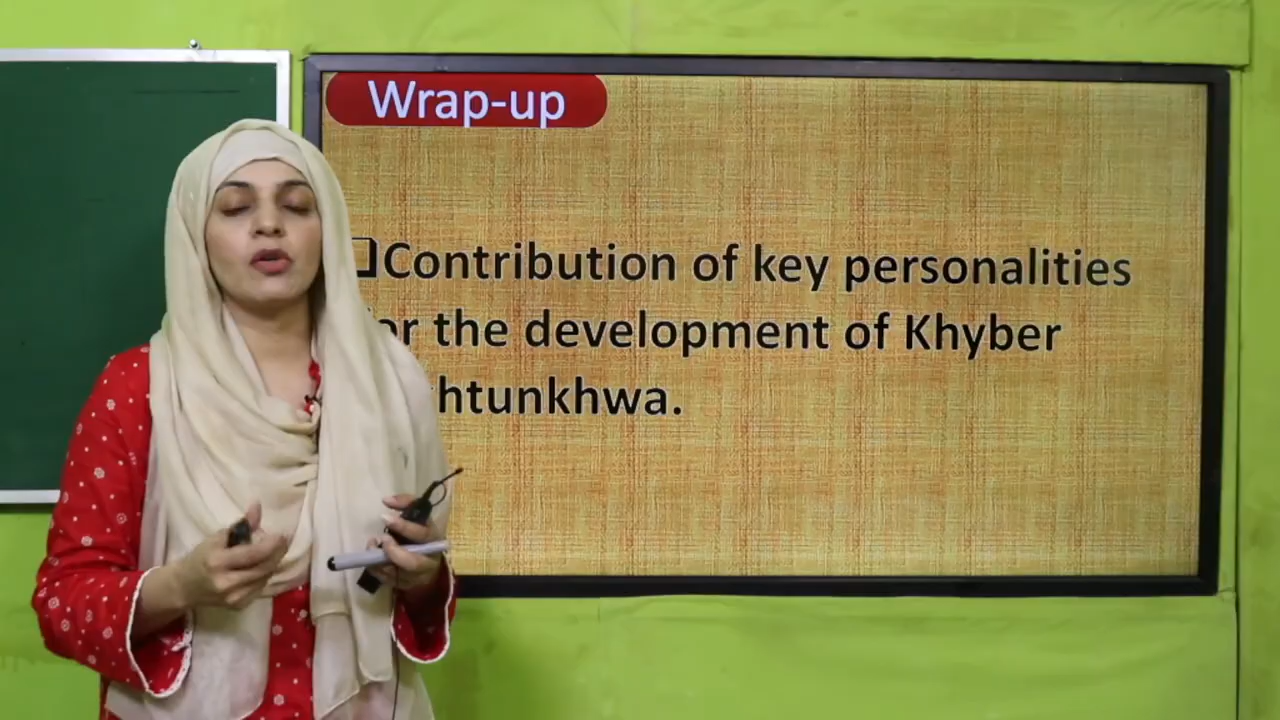 Wrap-up
Contribution of key personalities
the development of Khyber